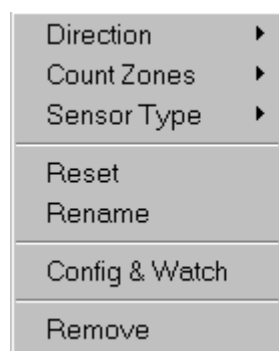 Direction
Count Zones
Sensor Type
Reset
Rename
Config & Watch
Remove